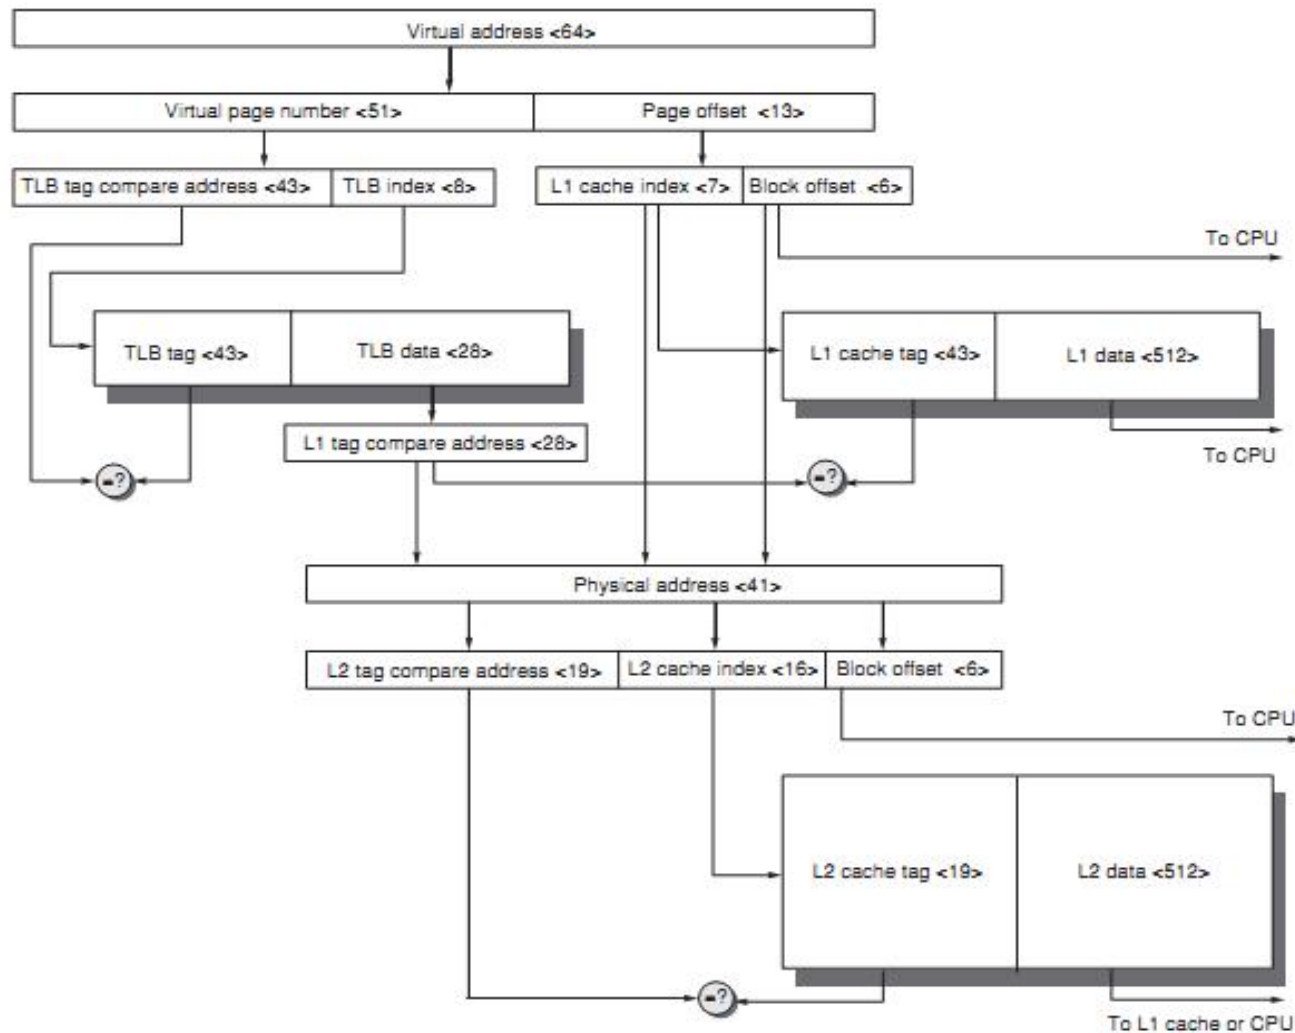 Virtual address <64>
Virtual page number <51> Page offset <13>
TLB tag compare address <43> TLB index <8> L1 cache index <7> Block offset <6>
To CPU
TLB tag <43> TLB data <28> L1 cache tag <43> L1 data <512>
L1 tag compare address <28>
To CPU
=? =?
Physical address <41>
L2 tag compare address <19> L2 cache index <16> Block offset <6>
To CPU
L2 cache tag <19> L2 data <512>
=?
To L1 cache or CPU